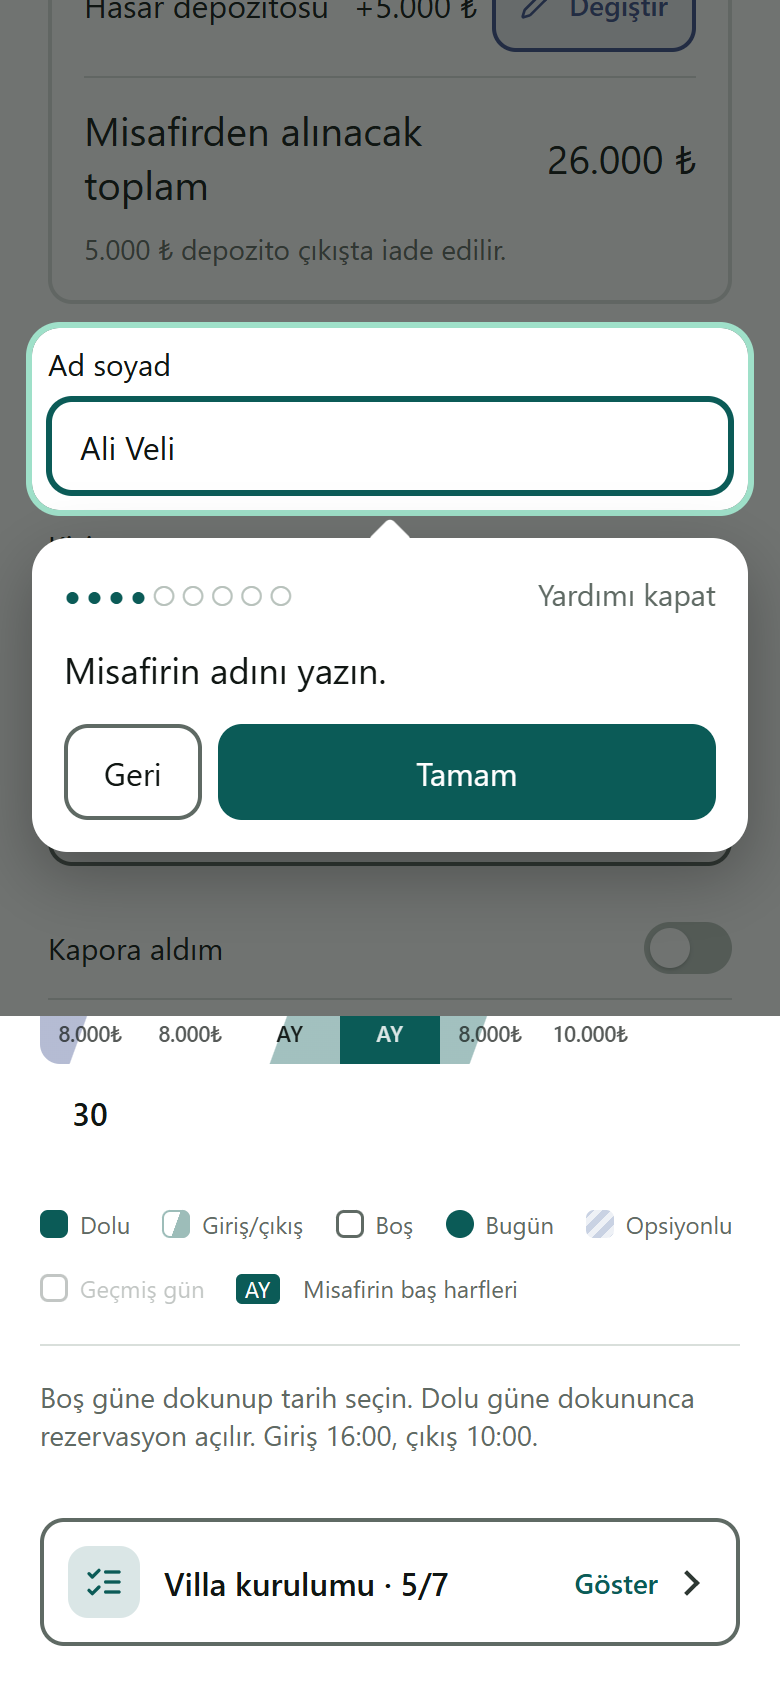 Hasar depozitosu +5.000 ₺ Değiştir
Misafirden alınacak
toplam
26.000 ₺
5.000 ₺ depozito çıkışta iade edilir.
Ad soyad
Ali Veli
Yardımı kapat
Misafirin adını yazın.
Geri
Tamam
Kapora aldım
8.000₺ 8.000₺ AY AY 8.000₺ 10.000₺
30
Dolu Giriş/çıkış Boş Bugün Opsiyonlu
Geçmiş gün AY Misafirin baş harfleri
Boş güne dokunup tarih seçin. Dolu güne dokununca
rezervasyon açılır. Giriş 16:00, çıkış 10:00.
Villa kurulumu · 5/7 Göster